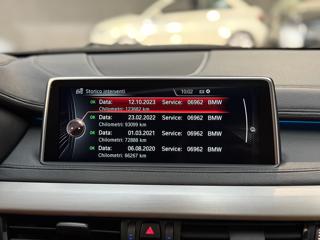 Storico interventi 10:02
OK Data: 12.10.2023 Service: 06962 BMW
Chilometri: 123682 km
OK Data: 23.02.2022 Service: 06962 BMW
Chilometri: 93099 km
OK Data: 01.03.2021 Service: 06962 BMW
Chilometri: 72888 km
OK Data: 06.08.2020 Service: 06962 BMW
Chilometri: 66267 km